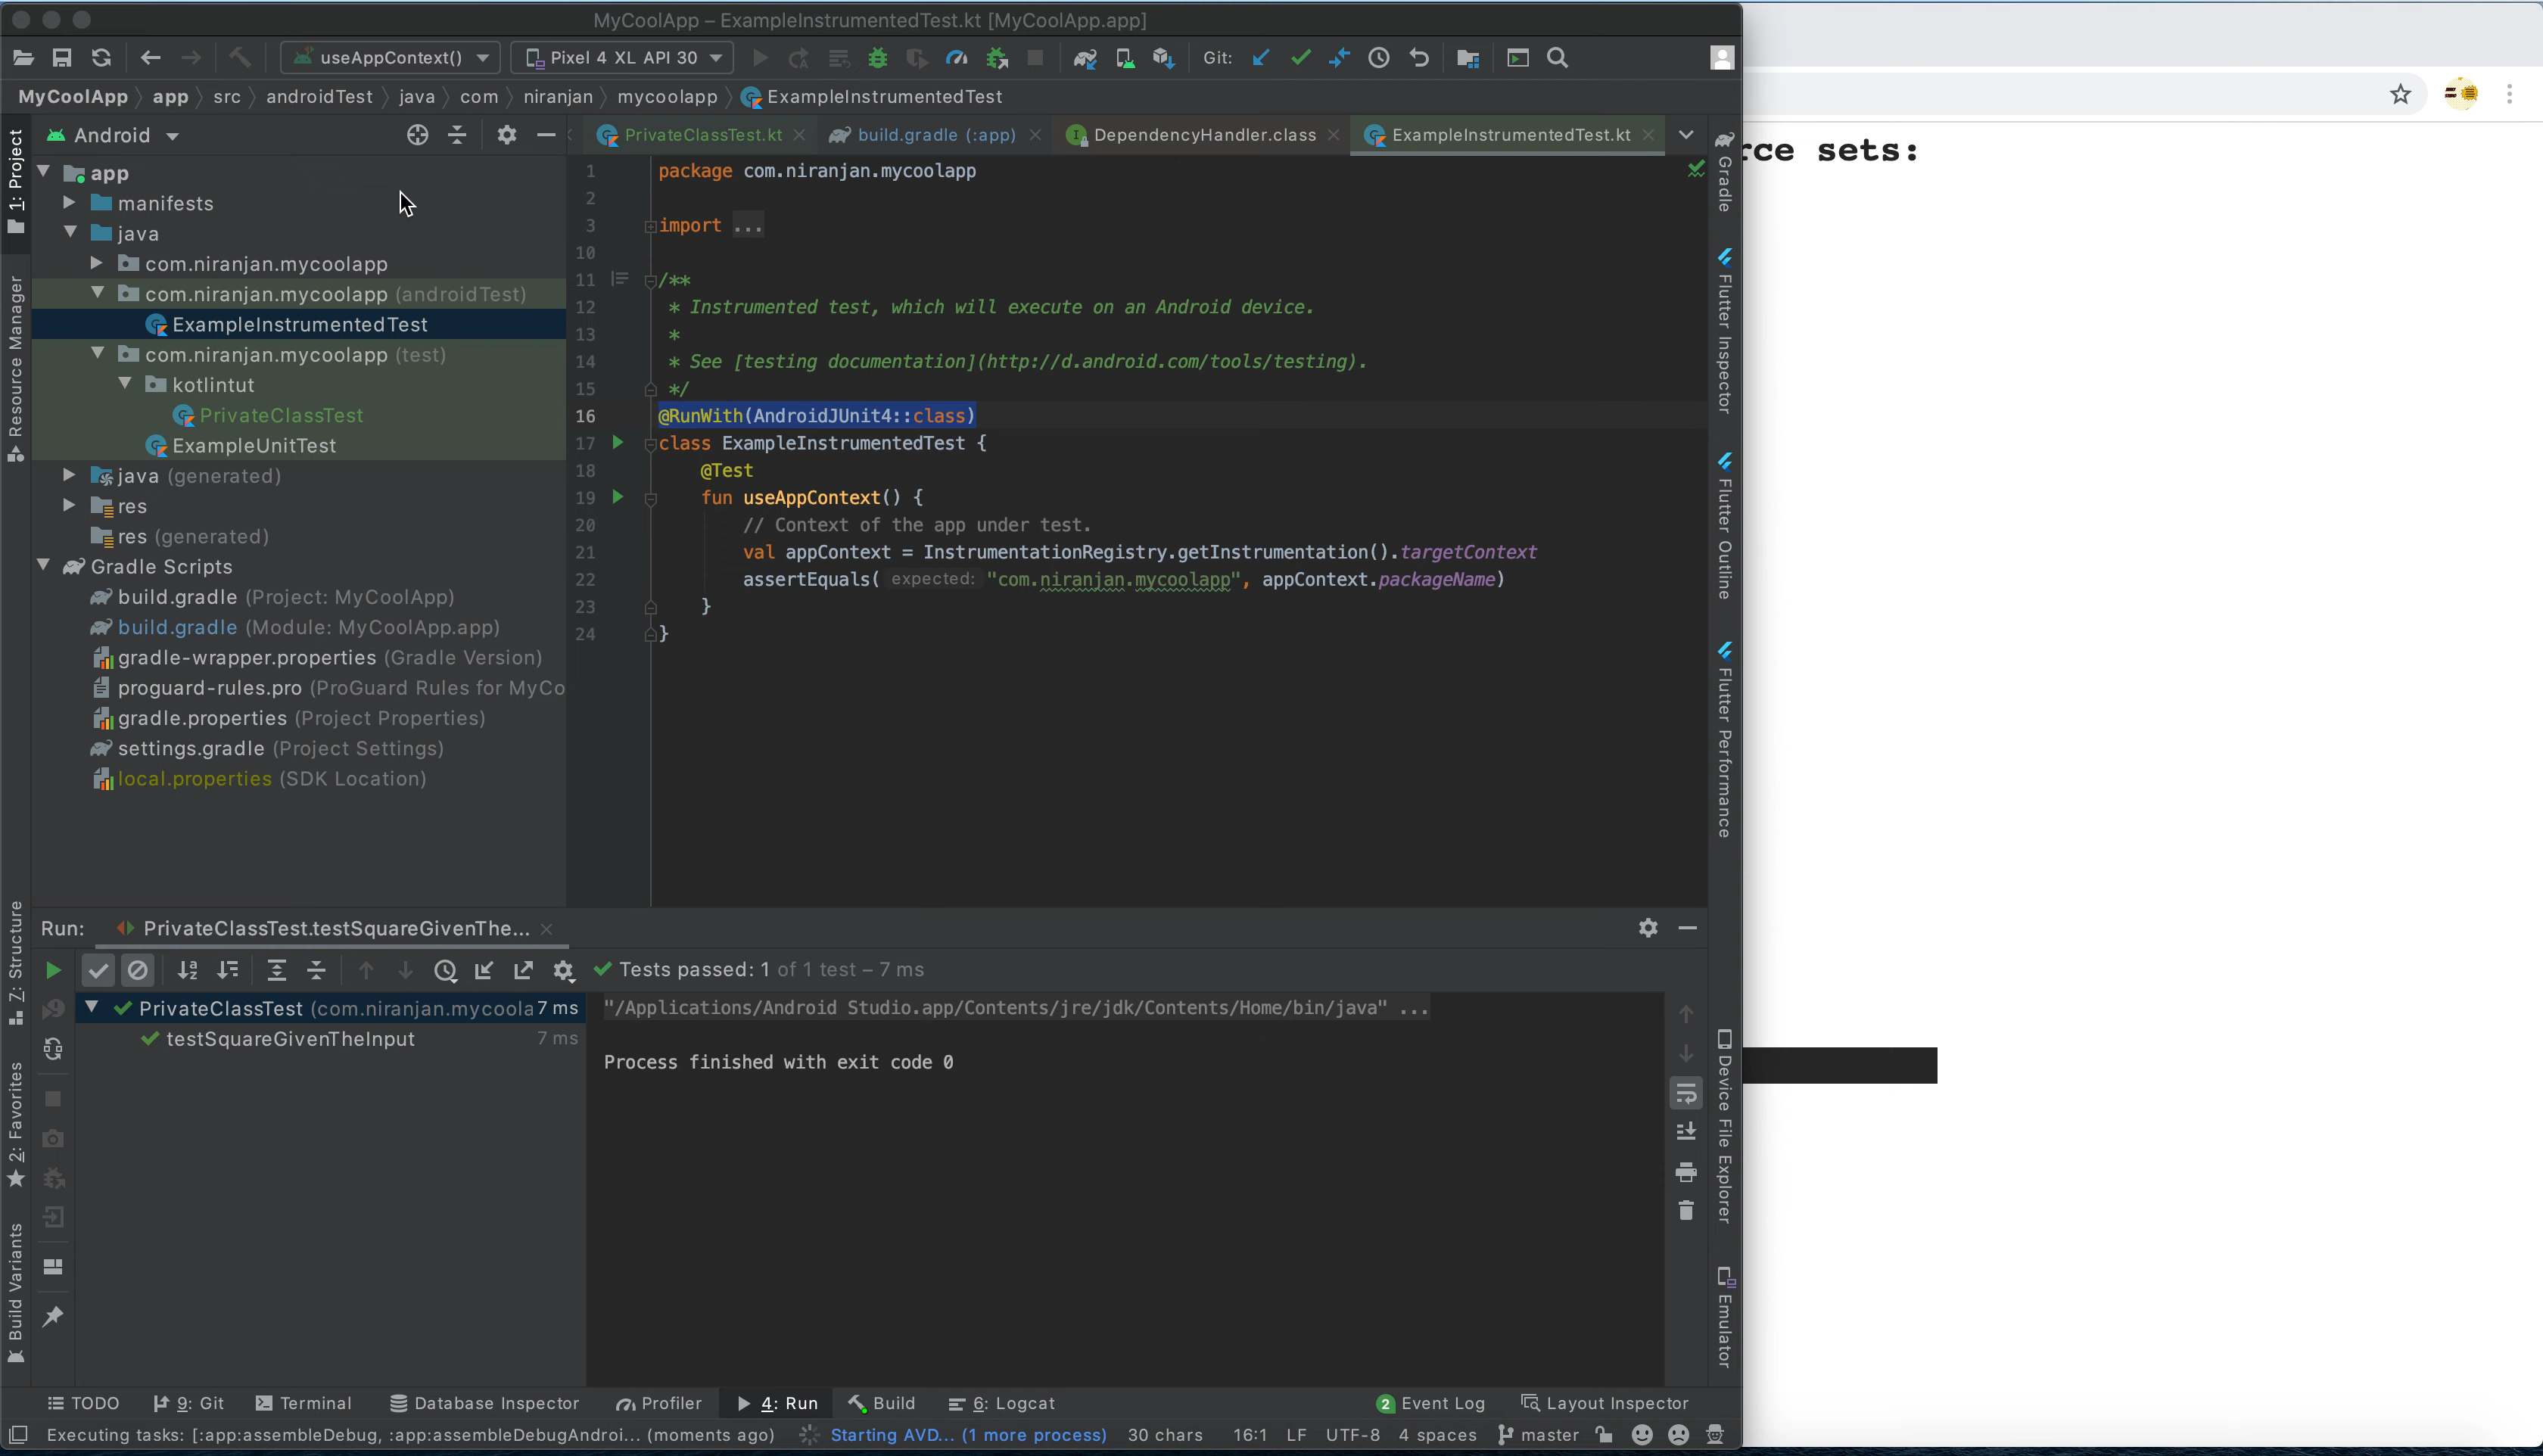 MyCoolApp – ExampleInstrumentedTest.kt [MyCoolApp.app]
useAppContext() Pixel 4 XL API 30 Git:
MyCoolApp app src androidTest java com niranjan mycoolapp ExampleInstrumentedTest
Android
PrivateClassTest.kt build.gradle (:app) DependencyHandler.class ExampleInstrumentedTest.kt
1: Project
Resource Manager
Z: Structure
2: Favorites
Build Variants
app
manifests
java
com.niranjan.mycoolapp
com.niranjan.mycoolapp (androidTest)
ExampleInstrumentedTest
com.niranjan.mycoolapp (test)
kotlintut
PrivateClassTest
ExampleUnitTest
java (generated)
res
res (generated)
Gradle Scripts
build.gradle (Project: MyCoolApp)
build.gradle (Module: MyCoolApp.app)
gradle-wrapper.properties (Gradle Version)
proguard-rules.pro (ProGuard Rules for MyCo
gradle.properties (Project Properties)
settings.gradle (Project Settings)
local.properties (SDK Location)
1 package com.niranjan.mycoolapp
2
3 import ...
10
11 /**
12 * Instrumented test, which will execute on an Android device.
13 *
14 * See [testing documentation](http://d.android.com/tools/testing).
15 */
16 @RunWith(AndroidJUnit4::class)
17 class ExampleInstrumentedTest {
18 @Test
19 fun useAppContext() {
20 // Context of the app under test.
21 val appContext = InstrumentationRegistry.getInstrumentation().targetContext
22 assertEquals( expected: "com.niranjan.mycoolapp", appContext.packageName)
23 }
24 }
Gradle
Flutter Inspector
Flutter Outline
Flutter Performance
Device File Explorer
Emulator
rce sets:
Run: PrivateClassTest.testSquareGivenThe...
Tests passed: 1 of 1 test – 7 ms
PrivateClassTest (com.niranjan.mycoola 7 ms
testSquareGivenTheInput 7 ms
"/Applications/Android Studio.app/Contents/jre/jdk/Contents/Home/bin/java" ...
Process finished with exit code 0
TODO 9: Git Terminal Database Inspector Profiler 4: Run Build 6: Logcat 2 Event Log Layout Inspector
Executing tasks: [:app:assembleDebug, :app:assembleDebugAndroi... (moments ago) Starting AVD... (1 more process) 30 chars 16:1 LF UTF-8 4 spaces master